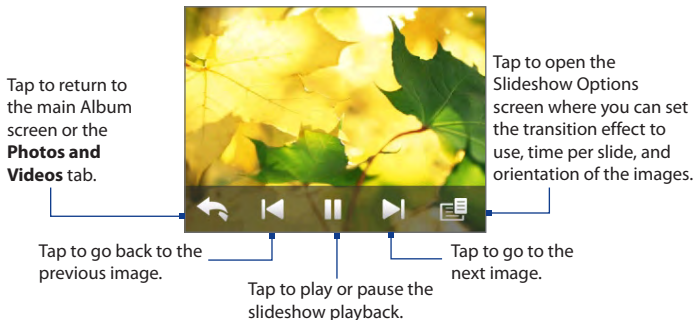 Tap to return to
the main Album
screen or the
Photos and
Videos tab.
Tap to open the
Slideshow Options
screen where you can set
the transition effect to
use, time per slide, and
orientation of the images.
Tap to go back to the
previous image.
Tap to play or pause the
slideshow playback.
Tap to go to the
next image.